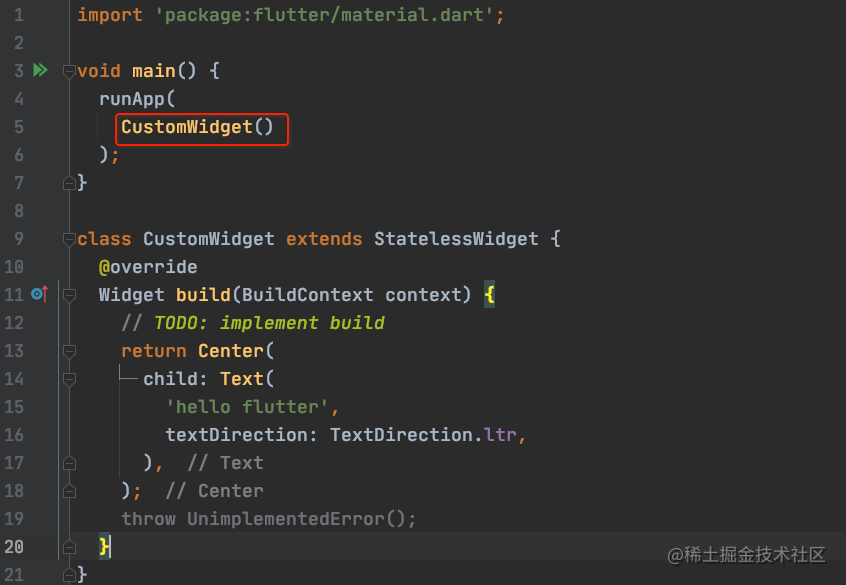 1 import 'package:flutter/material.dart';
2
3 void main() {
4 runApp(
5 CustomWidget()
6 );
7 }
8
9 class CustomWidget extends StatelessWidget {
10 @override
11 Widget build(BuildContext context) {
12 // TODO: implement build
13 return Center(
14 child: Text(
15 'hello flutter',
16 textDirection: TextDirection.ltr,
17 ), // Text
18 ); // Center
19 throw UnimplementedError();
20 }
21 }
@稀土掘金技术社区